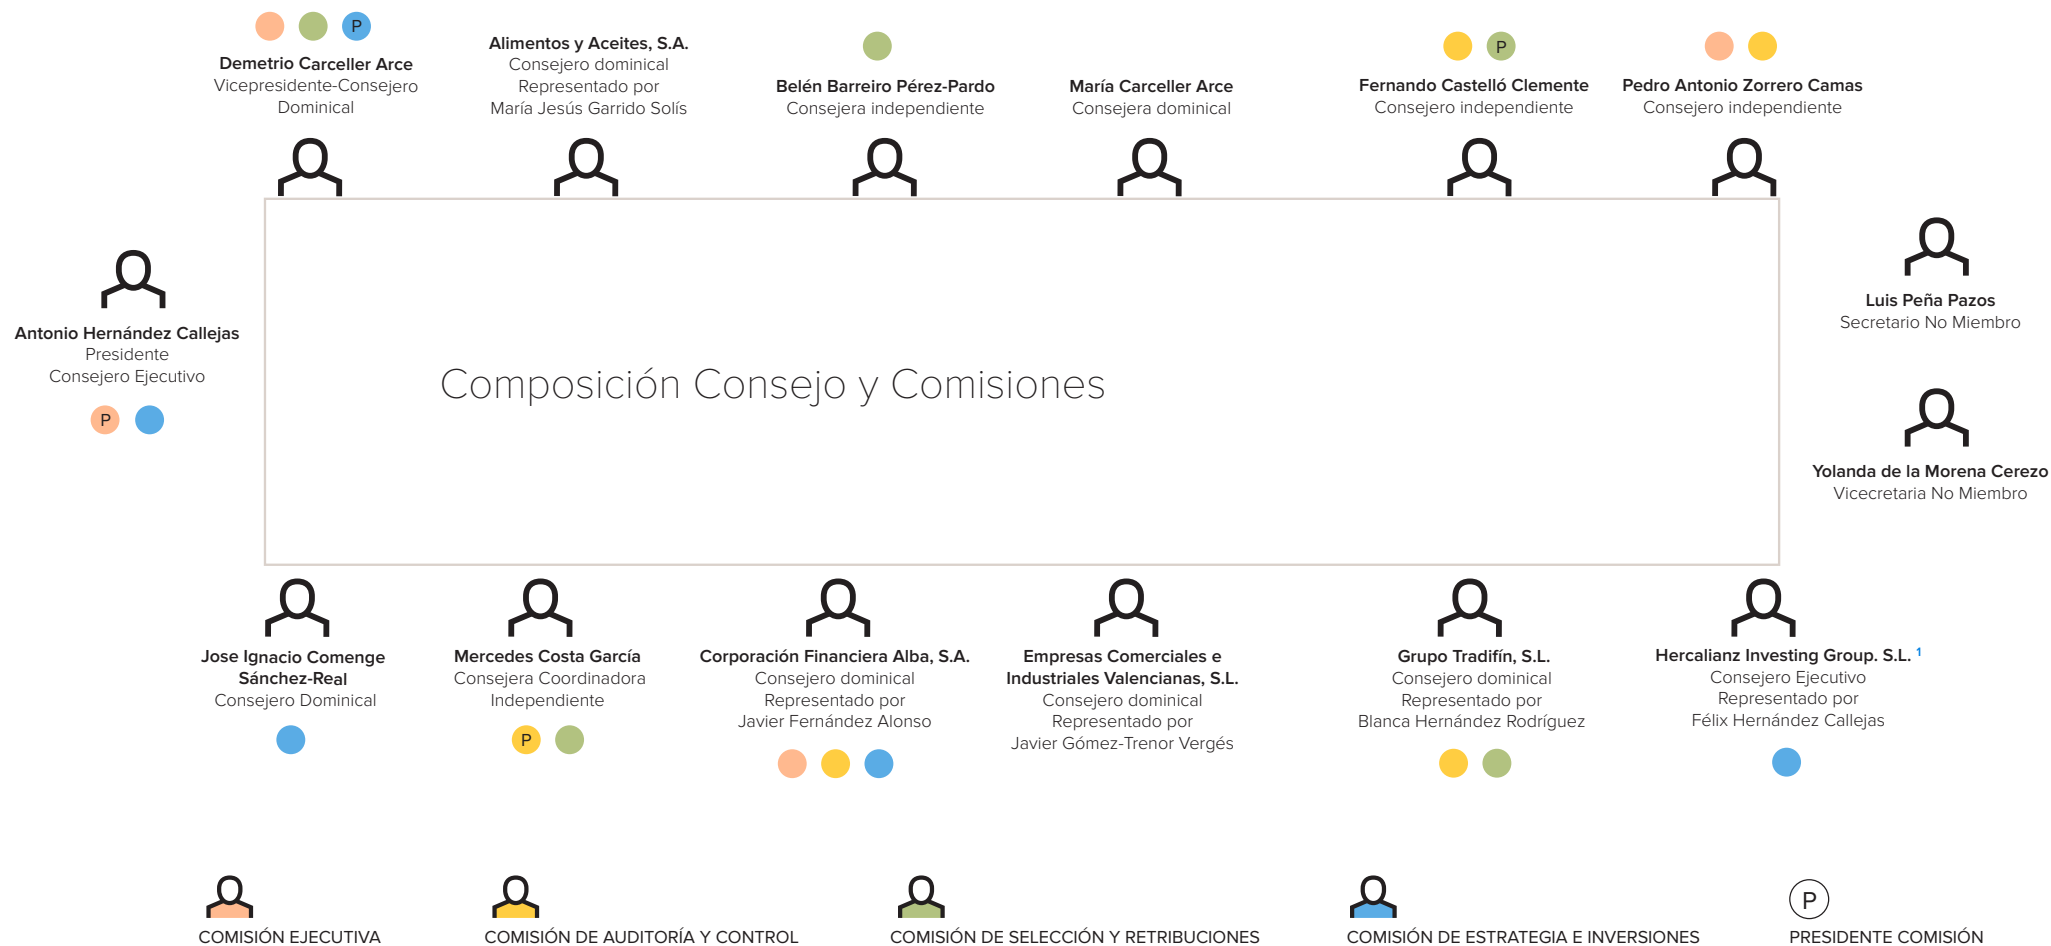 P
Demetrio Carceller Arce
Vicepresidente-Consejero
Dominical
Alimentos y Aceites, S.A.
Consejero dominical
Representado por
María Jesús Garrido Solís
Belén Barreiro Pérez-Pardo
Consejera independiente
María Carceller Arce
Consejera dominical
P
Fernando Castelló Clemente
Consejero independiente
Pedro Antonio Zorrero Camas
Consejero independiente
Antonio Hernández Callejas
Presidente
Consejero Ejecutivo
P
Composición Consejo y Comisiones
Luis Peña Pazos
Secretario No Miembro
Yolanda de la Morena Cerezo
Vicecretaria No Miembro
Jose Ignacio Comenge
Sánchez-Real
Consejero Dominical
Mercedes Costa García
Consejera Coordinadora
Independiente
P
Corporación Financiera Alba, S.A.
Consejero dominical
Representado por
Javier Fernández Alonso
Empresas Comerciales e
Industriales Valencianas, S.L.
Consejero dominical
Representado por
Javier Gómez-Trenor Vergés
Grupo Tradifín, S.L.
Consejero dominical
Representado por
Blanca Hernández Rodríguez
Hercalianz Investing Group. S.L. 1
Consejero Ejecutivo
Representado por
Félix Hernández Callejas
COMISIÓN EJECUTIVA
COMISIÓN DE AUDITORÍA Y CONTROL
COMISIÓN DE SELECCIÓN Y RETRIBUCIONES
COMISIÓN DE ESTRATEGIA E INVERSIONES
P
PRESIDENTE COMISIÓN